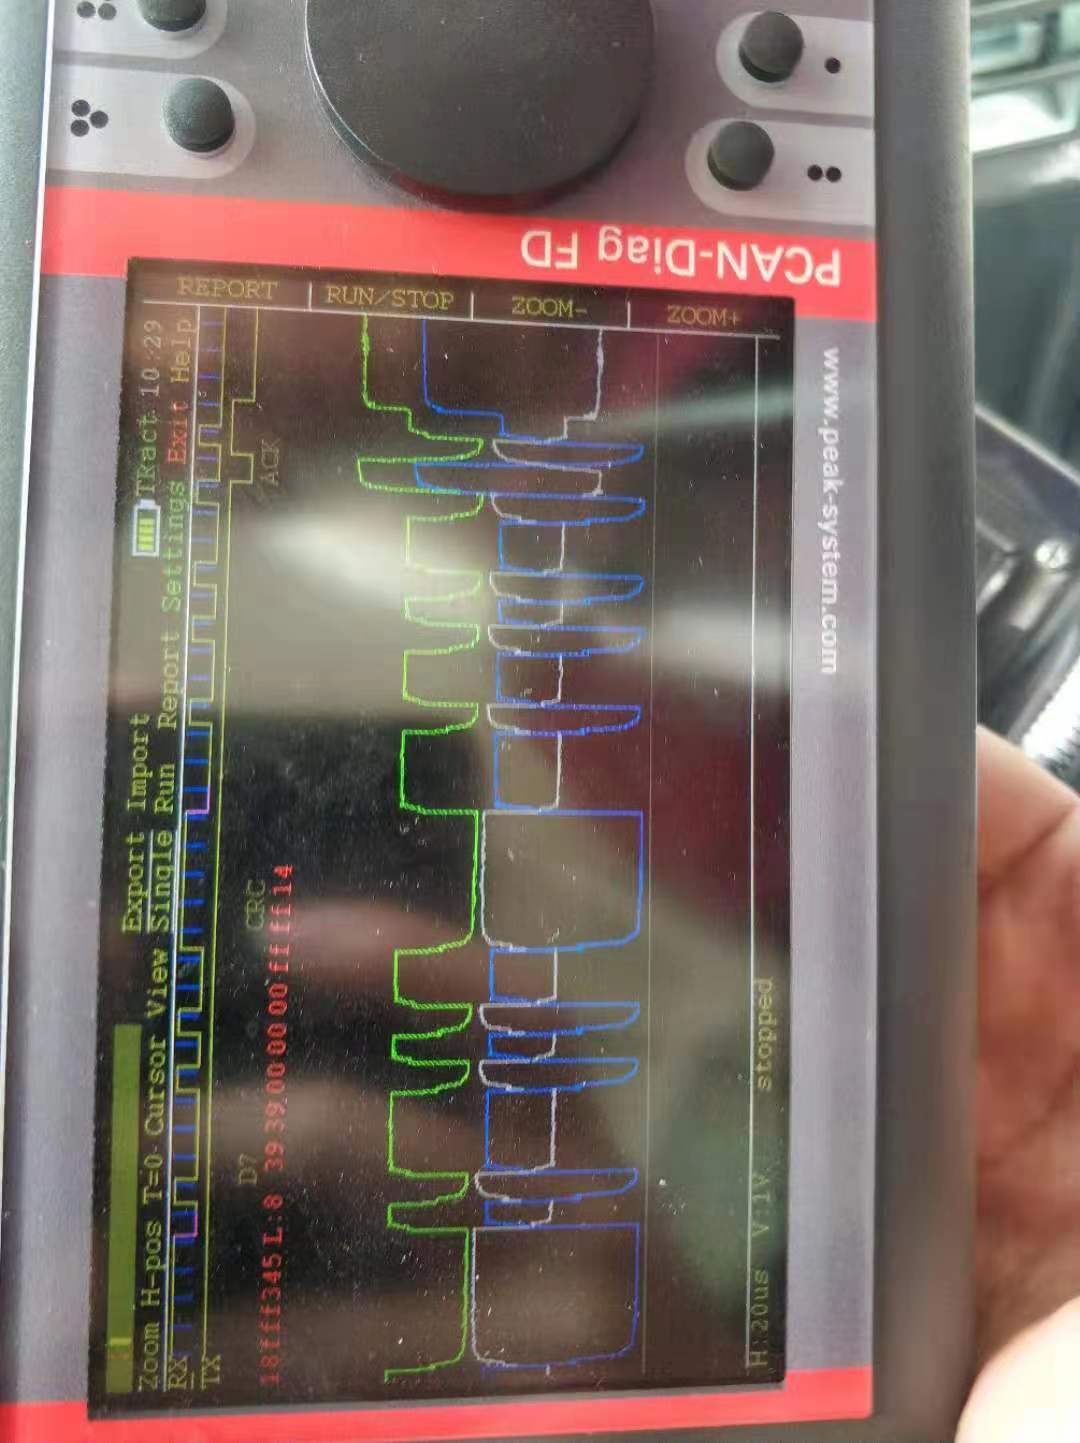 PCAN-Diag FD
www.peak-system.com
TRact 10:29
Export Import
Zoom H-pos T=0 Cursor View Single Run Report Settings Exit Help
RX
TX
D7 CRC ACK
18fff345 L:8 39 39 00 00 00 ff ff 14
H:20us V:1V stopped
REPORT
RUN/STOP
ZOOM-
ZOOM+